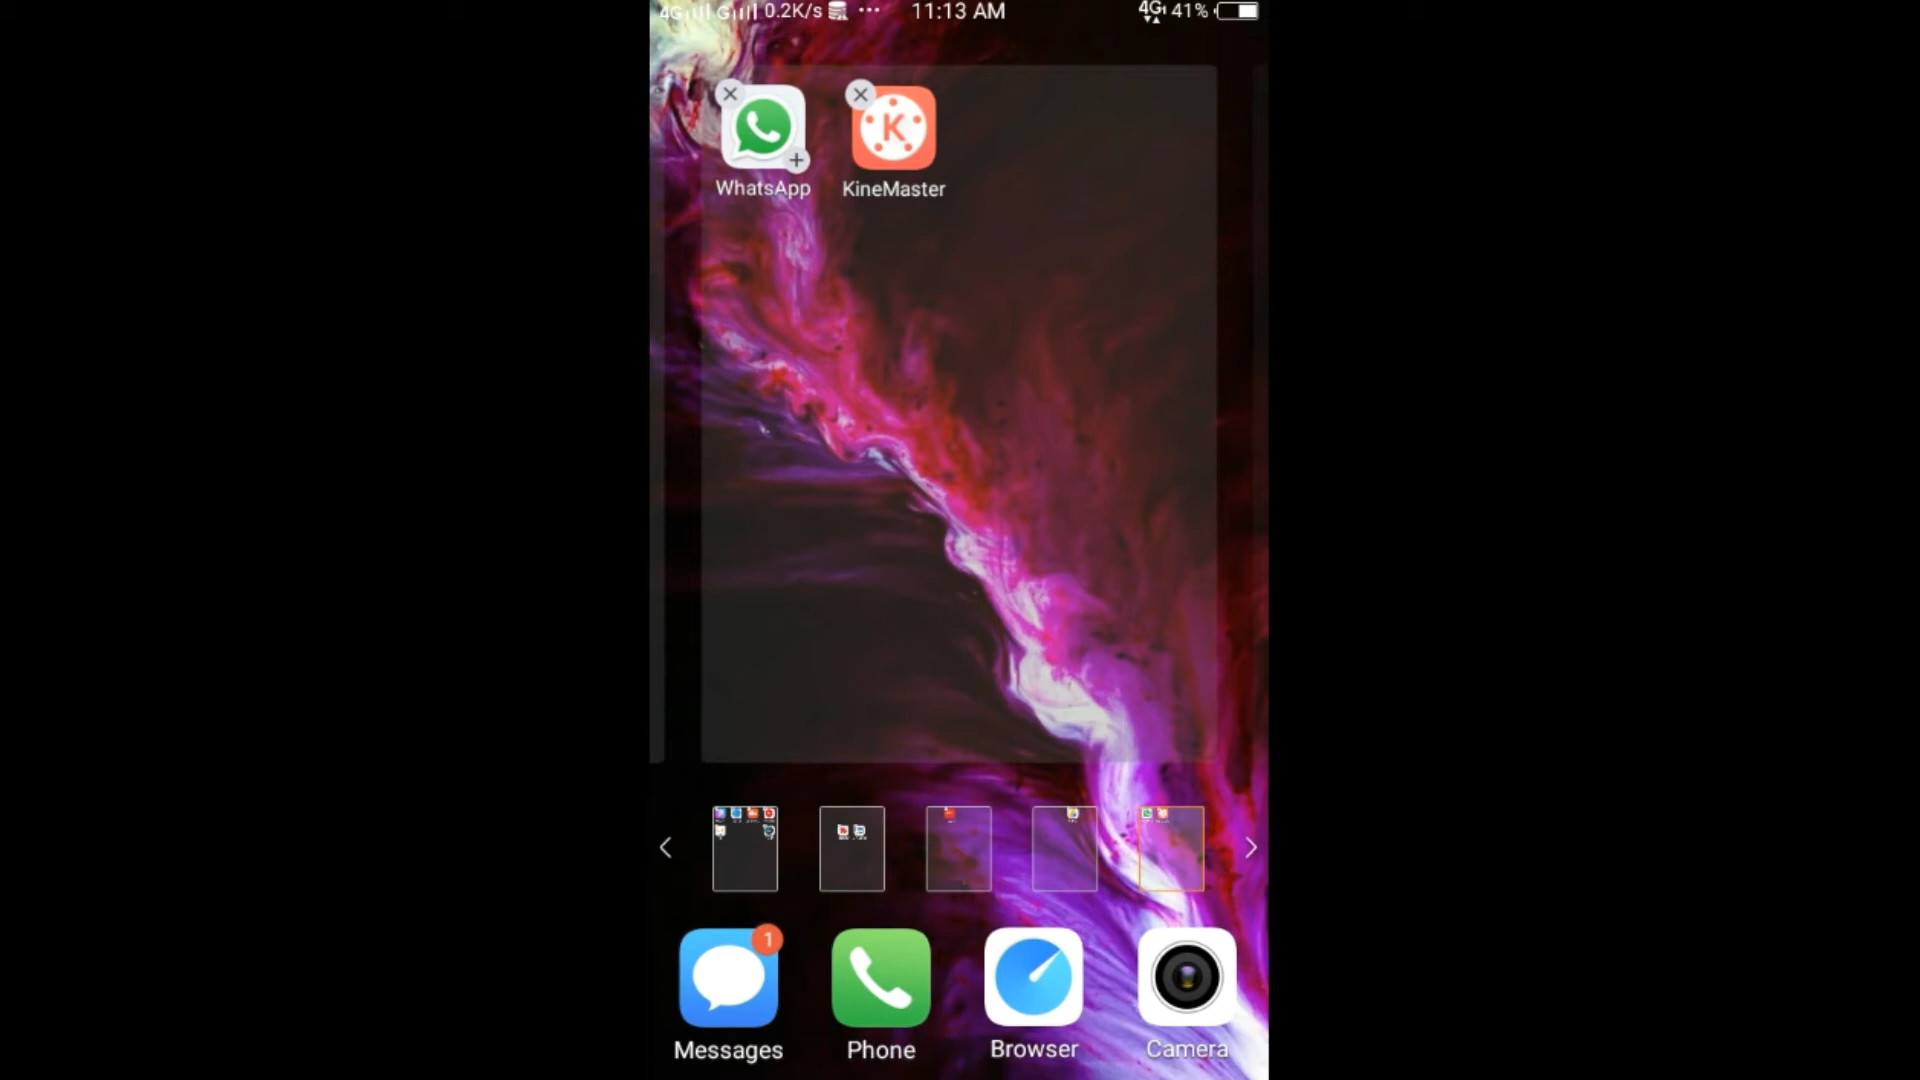 4G G 0.2K/s ... 11:13 AM 4G 41%
WhatsApp KineMaster
K
1
Messages Phone Browser Camera